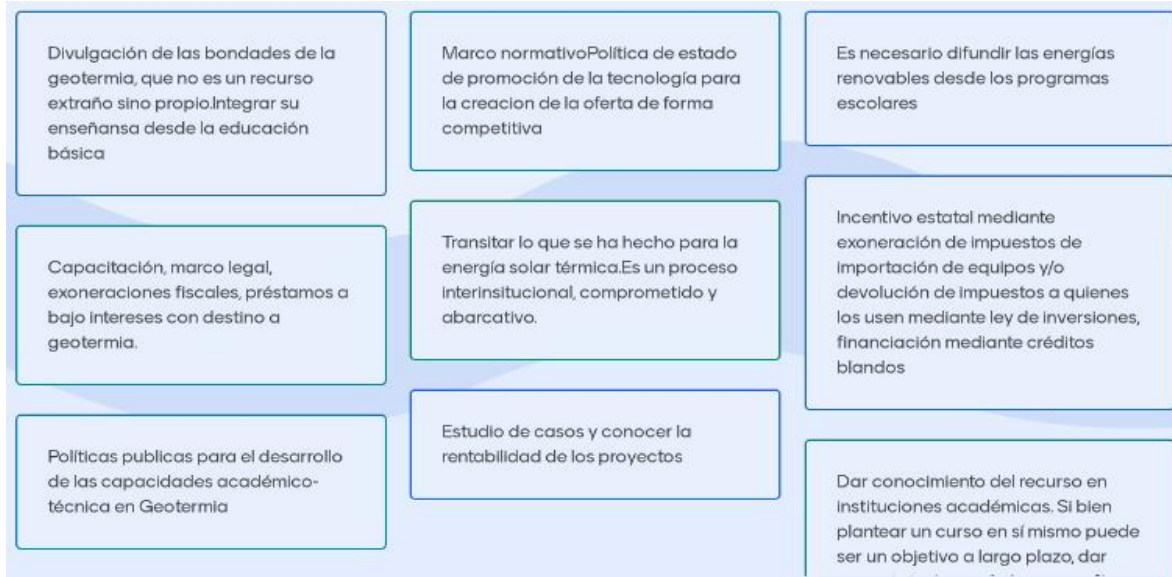 Divulgación de las bondades de la
geotermia, que no es un recurso
extraño sino propio.Integrar su
enseñansa desde la educación
básica
Capacitación, marco legal,
exoneraciones fiscales, préstamos a
bajo intereses con destino a
geotermia.
Políticas publicas para el desarrollo
de las capacidades académico-
técnica en Geotermia
Marco normativoPolítica de estado
de promoción de la tecnología para
la creacion de la oferta de forma
competitiva
Transitar lo que se ha hecho para la
energía solar térmica.Es un proceso
interinsitucional, comprometido y
abarcativo.
Estudio de casos y conocer la
rentabilidad de los proyectos
Es necesario difundir las energías
renovables desde los programas
escolares
Incentivo estatal mediante
exoneración de impuestos de
importación de equipos y/o
devolución de impuestos a quienes
los usen mediante ley de inversiones,
financiación mediante créditos
blandos
Dar conocimiento del recurso en
instituciones académicas. Si bien
plantear un curso en sí mismo puede
ser un objetivo a largo plazo, dar